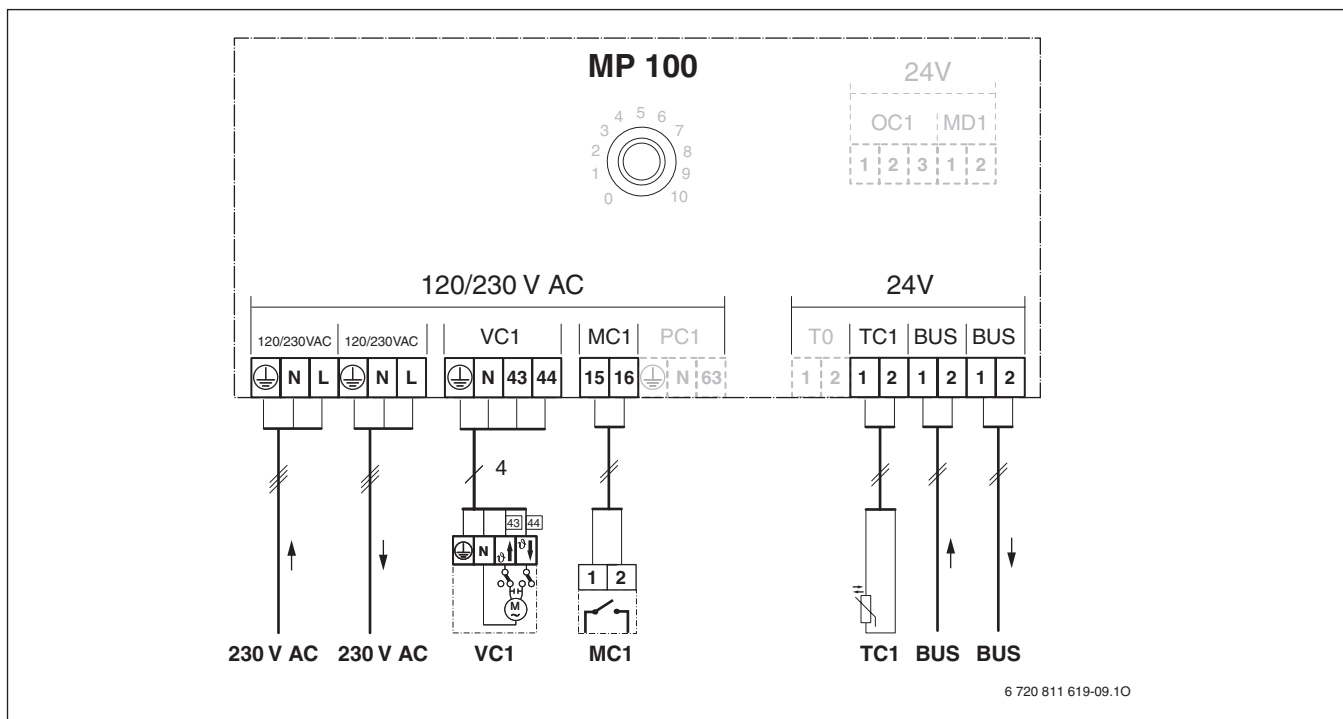 MP 100
24V
OC1 MD1
1 2 3 1 2
0 1 2 3 4 5 6 7 8 9 10
120/230 V AC 24V
120/230VAC 120/230VAC VC1 MC1 PC1 T0 TC1 BUS BUS
N L N L N 43 44 15 16 N 63 1 2 1 2 1 2 1 2
4
43 44
N ϑ ϑ
1 2
M
~
230 V AC 230 V AC VC1 MC1 TC1 BUS BUS
6 720 811 619-09.1O